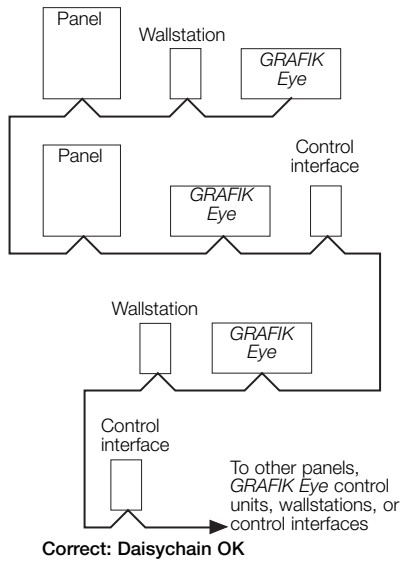 Panel
Wallstation
GRAFIK
Eye
Panel
GRAFIK
Eye
Control
interface
Wallstation
GRAFIK
Eye
Control
interface
To other panels,
GRAFIK Eye control
units, wallstations, or
control interfaces
Correct: Daisychain OK